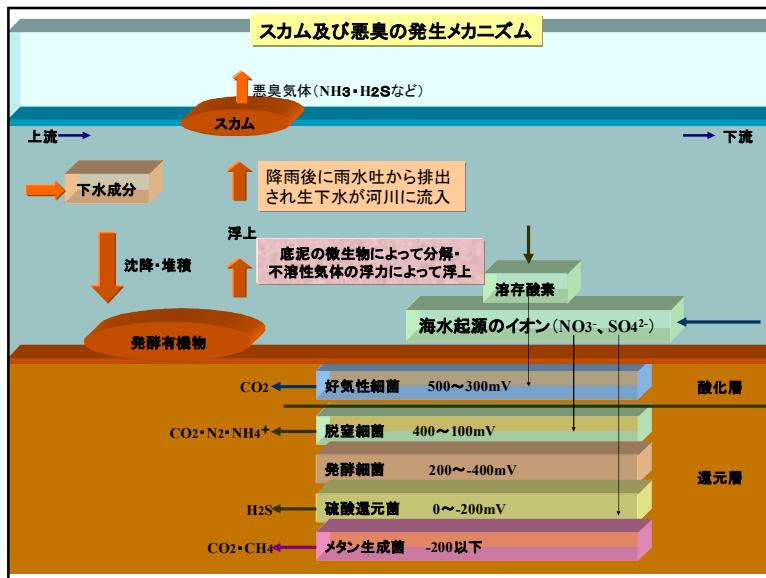 スカム及び悪臭の発生メカニズム
悪臭気体(NH3・H2Sなど)
スカム
上流
下流
下水成分
降雨後に雨水吐から排出
され生下水が河川に流入
浮上
沈降・堆積
底泥の微生物によって分解・
不溶性気体の浮力によって浮上
溶存酸素
海水起源のイオン(NO3-、SO4 2-)
発酵有機物
CO2
好気性細菌 500～300mV
酸化層
CO2・N2・NH4+
脱窒細菌 400～100mV
発酵細菌 200～-400mV
還元層
H2S
硫酸還元菌 0～-200mV
CO2・CH4
メタン生成菌 -200以下